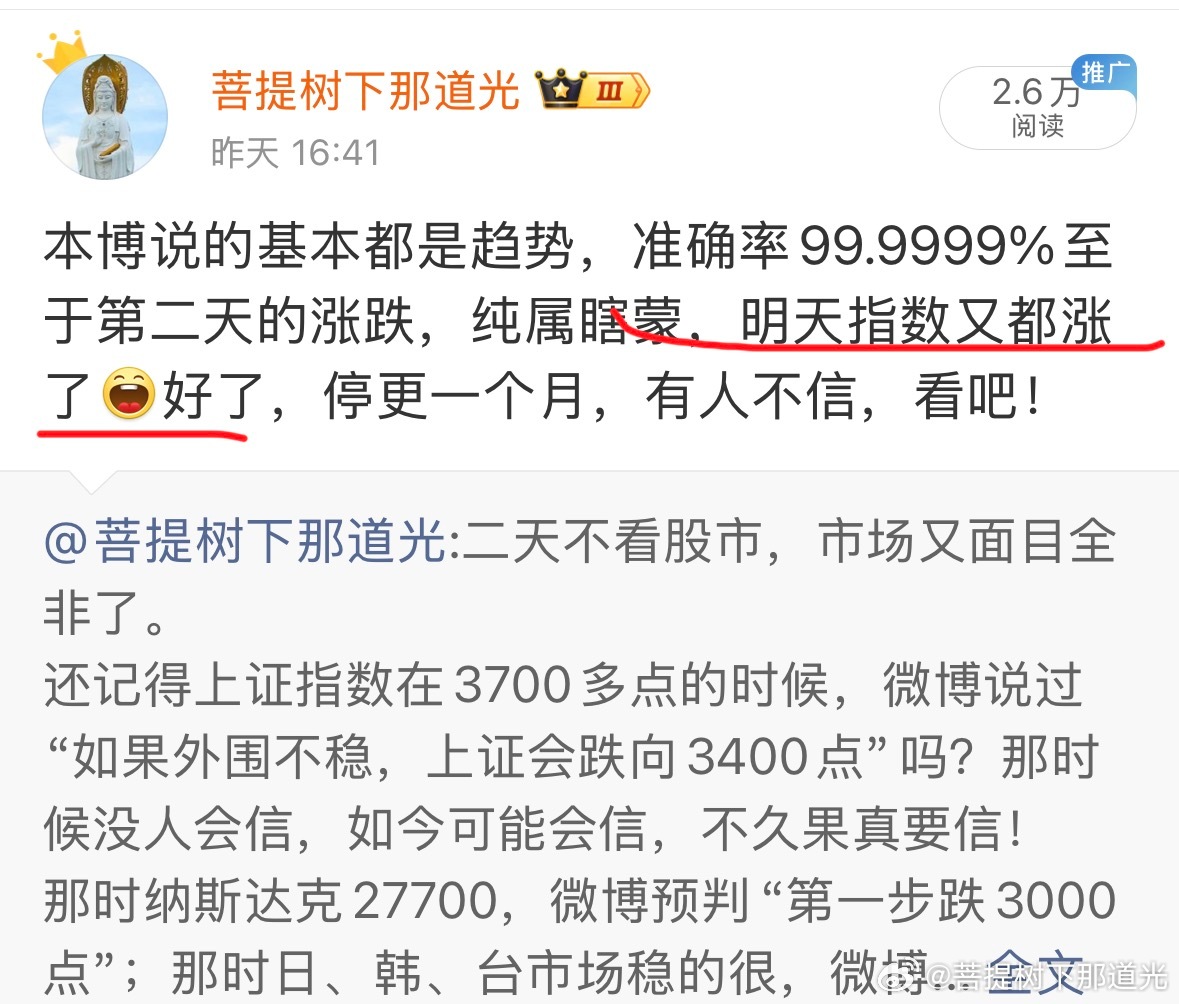 菩提树下那道光 III
2.6万
推广
阅读
昨天 16:41
本博说的基本都是趋势，准确率99.9999%至
于第二天的涨跌，纯属瞎蒙，明天指数又都涨
了😄好了，停更一个月，有人不信，看吧！
@菩提树下那道光:二天不看股市，市场又面目全
非了。
还记得上证指数在3700多点的时候，微博说过
“如果外围不稳，上证会跌向3400点”吗？那时
候没人会信，如今可能会信，不久果真要信！
那时纳斯达克27700，微博预判“第一步跌3000
点”；那时日、韩、台市场稳的很，微博... 全文
@菩提树下那道光